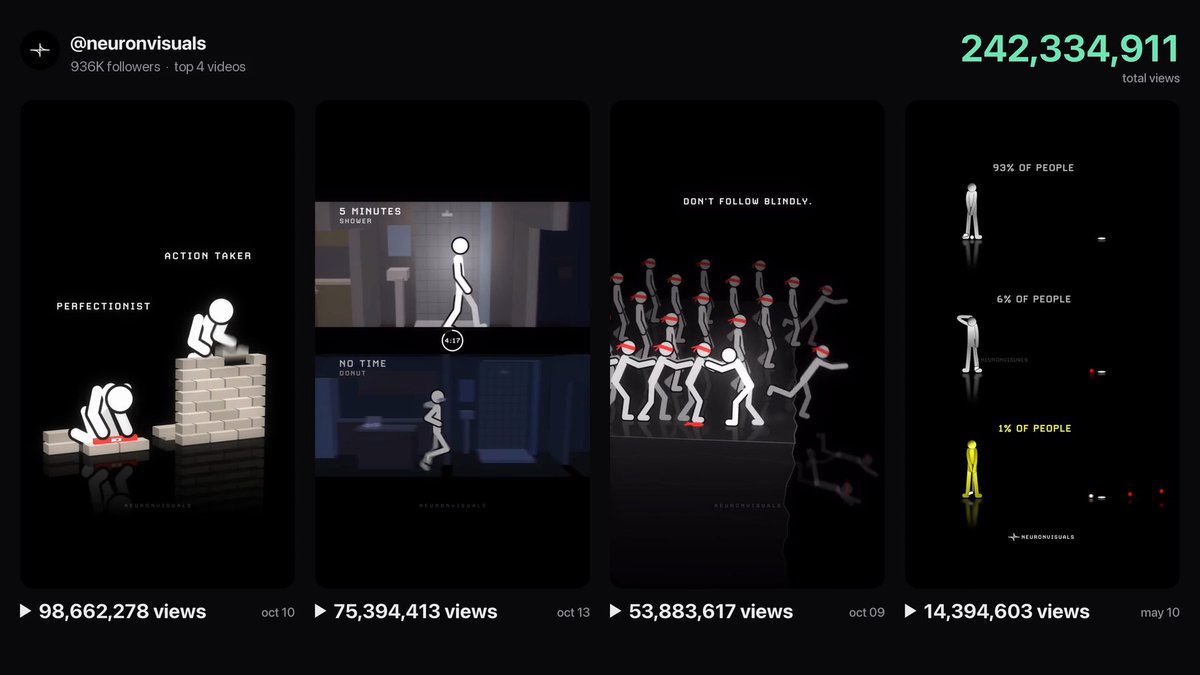 @neuronvisuals
936K followers · top 4 videos
242,334,911
total views
ACTION TAKER
PERFECTIONIST
NEURONVISUALS
98,662,278 views
oct 10
5 MINUTES
SHOWER
4:17
NO TIME
DONUT
NEURONVISUALS
75,394,413 views
oct 13
DON'T FOLLOW BLINDLY.
NEURONVISUALS
53,883,617 views
oct 09
93% OF PEOPLE
6% OF PEOPLE
NEURONVISUALS
1% OF PEOPLE
NEURONVISUALS
14,394,603 views
may 10